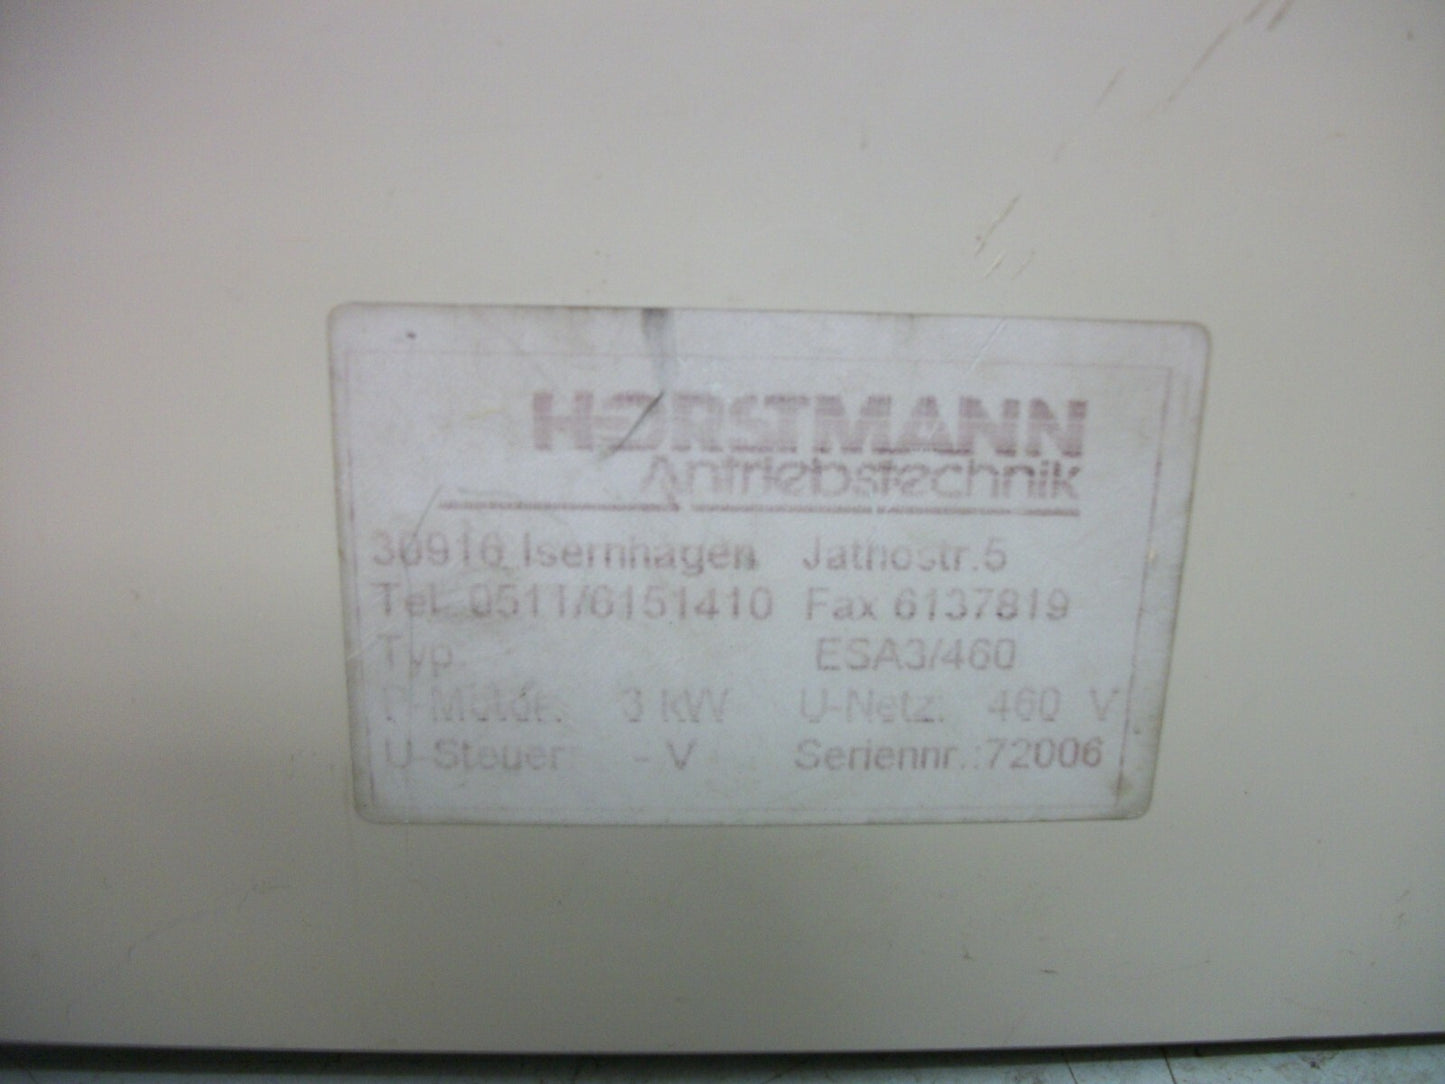 HORSTMANN
Antriebstechnik
30916 Isernhagen Jathostr.5
Tel. 0511/6151410 Fax 6137819
Typ. ESA3/460
P-Motor: 3 kW U-Netz: 460 V
U-Steuer - V Seriennr.:72006